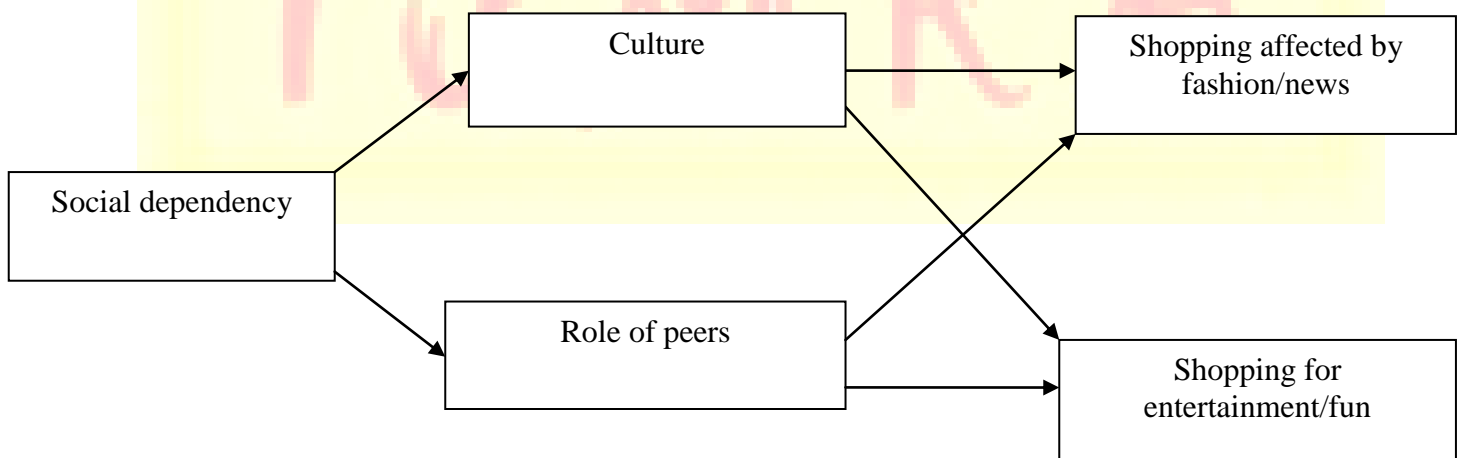 Culture
Shopping affected by
fashion/news
Social dependency
Role of peers
Shopping for
entertainment/fun